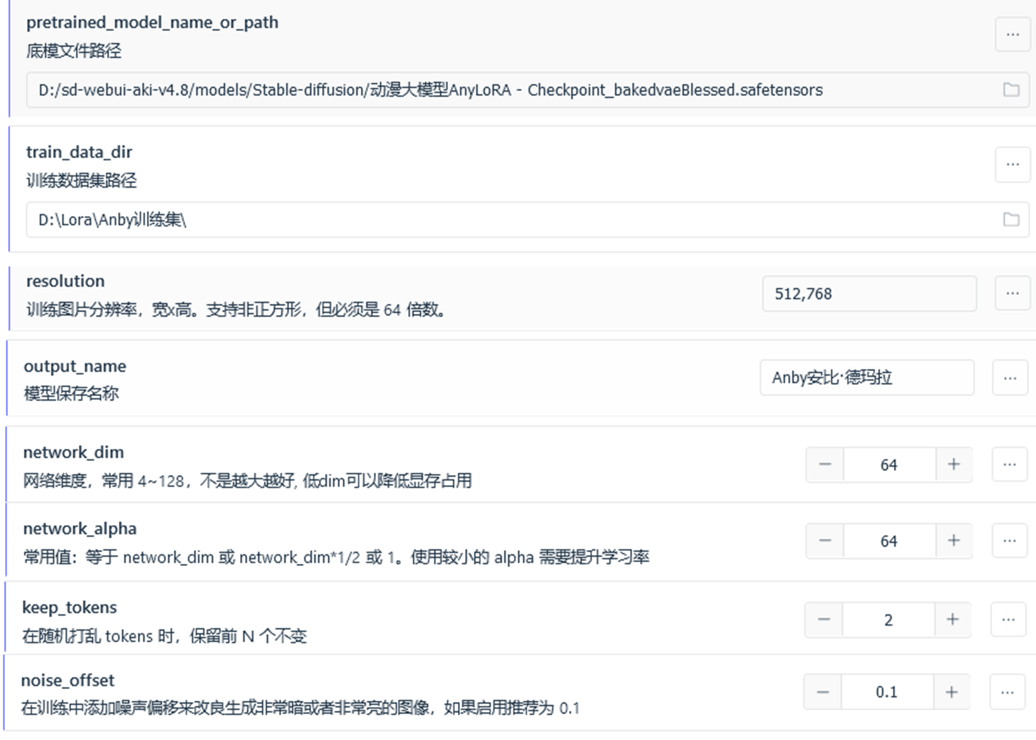 pretrained_model_name_or_path
底模文件路径
D:/sd-webui-aki-v4.8/models/Stable-diffusion/动漫大模型AnyLoRA - Checkpoint_bakedvaeBlessed.safetensors
train_data_dir
训练数据集路径
D:\Lora\Anby训练集\
resolution
训练图片分辨率，宽x高。支持非正方形，但必须是 64 倍数。
512,768
output_name
模型保存名称
Anby安比·德玛拉
network_dim
网络维度，常用 4~128，不是越大越好, 低dim可以降低显存占用
64
network_alpha
常用值：等于 network_dim 或 network_dim*1/2 或 1。使用较小的 alpha 需要提升学习率
64
keep_tokens
在随机打乱 tokens 时，保留前 N 个不变
2
noise_offset
在训练中添加噪声偏移来改良生成非常暗或者非常亮的图像，如果启用推荐为 0.1
0.1